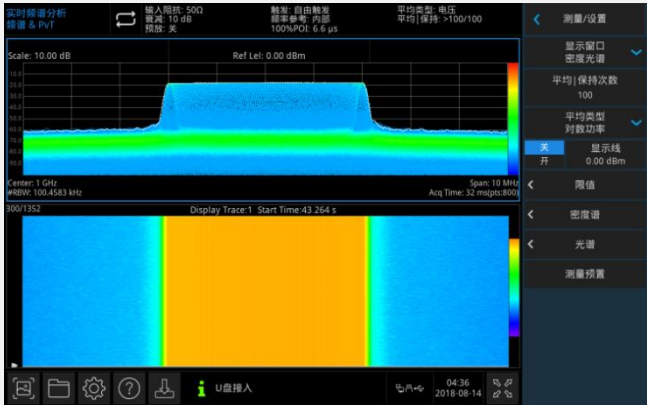 实时频谱分析
频谱 & PvT
输入阻抗: 50Ω
衰减: 10 dB
预放: 关
触发: 自由触发
频率参考: 内部
100%POI: 6.6 μs
平均类型: 电压
平均|保持: >100/100
Scale: 10.00 dB
Ref Lel: 0.00 dBm
Center: 1 GHz
#RBW: 100.4583 kHz
Span: 10 MHz
Acq Time: 32 ms(pts:800)
300/1352
Display Trace:1 Start Time:43.264 s
U盘接入
04:36
2018-08-14
测量/设置
显示窗口
密度光谱
平均|保持次数
100
平均类型
对数功率
关
开
显示线
0.00 dBm
限值
密度谱
光谱
测量预置